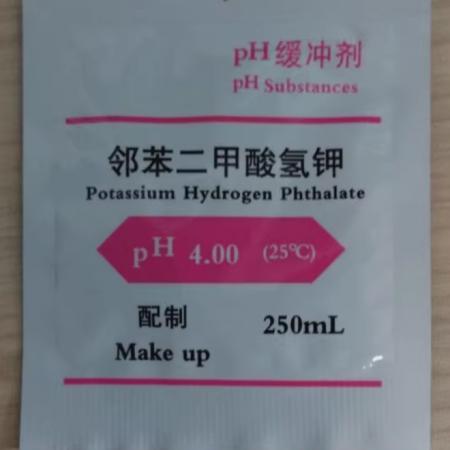 pH缓冲剂
pH Substances
邻苯二甲酸氢钾
Potassium Hydrogen Phthalate
pH 4.00 (25℃)
配制 250mL
Make up